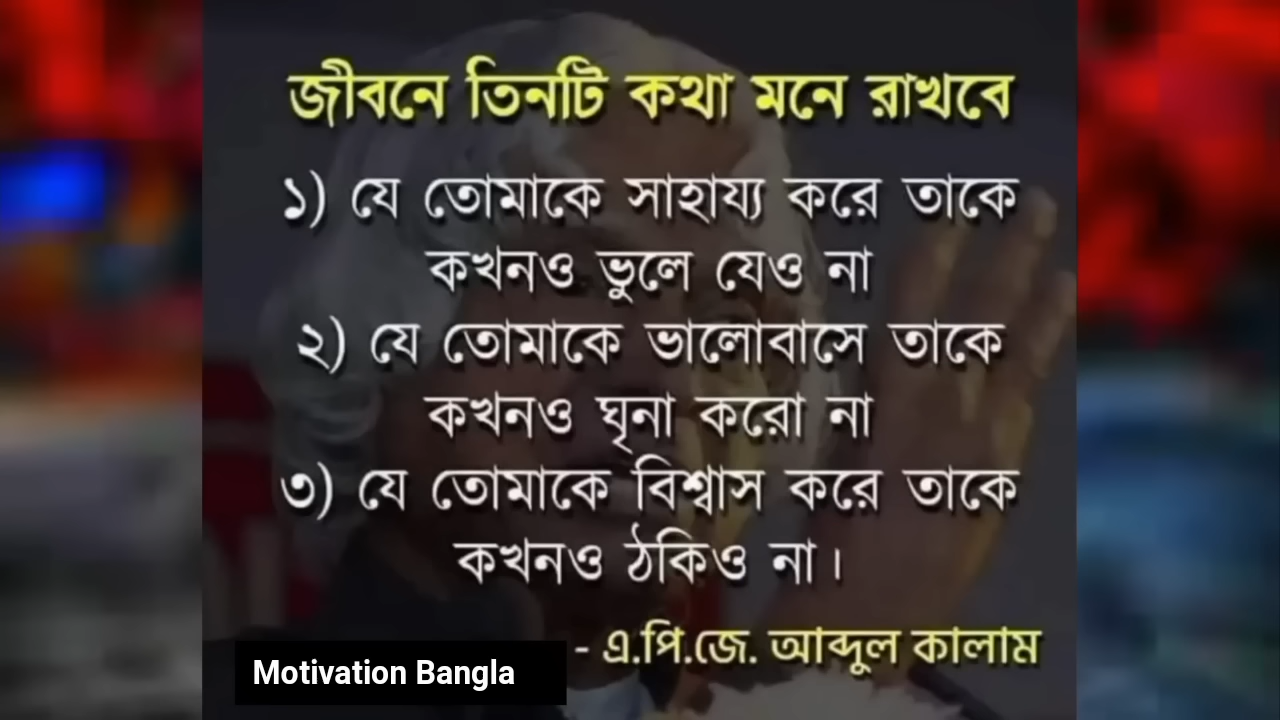 জীবনে তিনটি কথা মনে রাখবে
১) যে তোমাকে সাহায্য করে তাকে
কখনও ভুলে যেও না
২) যে তোমাকে ভালোবাসে তাকে
কখনও ঘৃনা করো না
৩) যে তোমাকে বিশ্বাস করে তাকে
কখনও ঠকিও না।
- এ.পি.জে. আব্দুল কালাম
Motivation Bangla